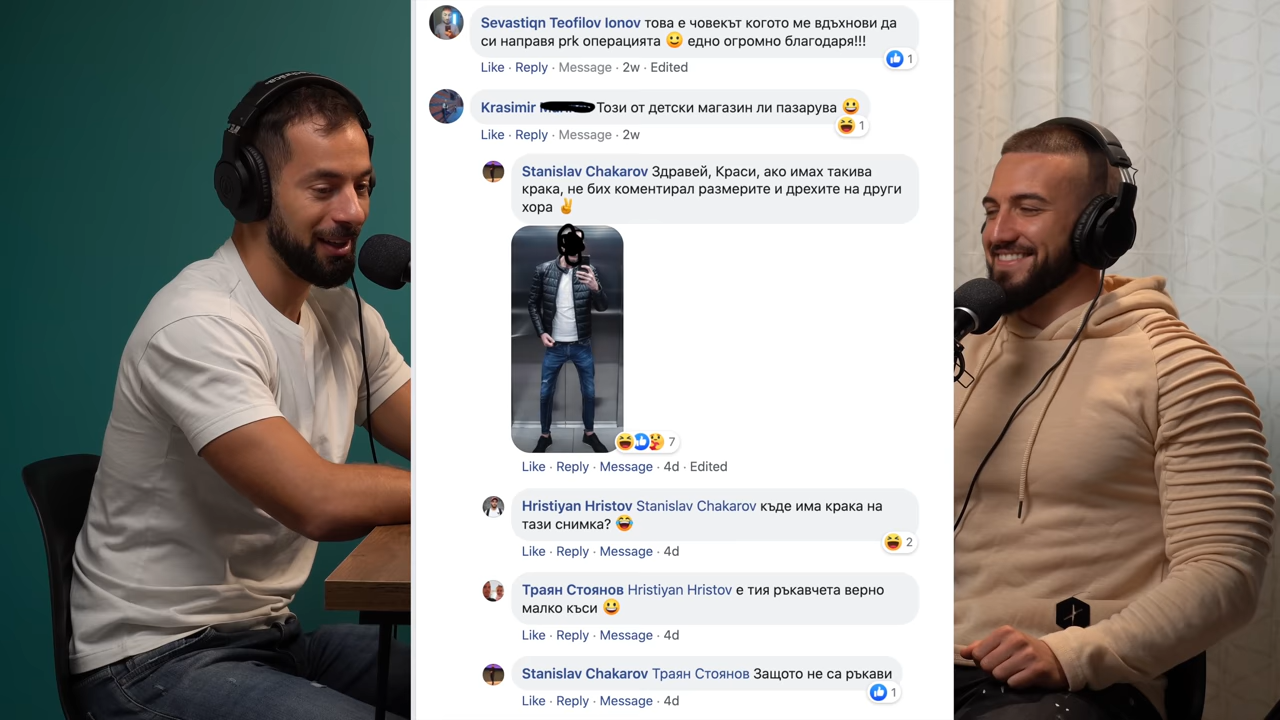 Sevastiqn Teofilov Ionov това е човекът когото ме вдъхнови да
си направя prk операцията 🙂 едно огромно благодаря!!!
1
Like · Reply · Message · 2w · Edited
Krasimir Този от детски магазин ли пазарува 😀
1
Like · Reply · Message · 2w
Stanislav Chakarov Здравей, Краси, ако имах такива
крака, не бих коментирал размерите и дрехите на други
хора ✌️
7
Like · Reply · Message · 4d · Edited
Hristiyan Hristov Stanislav Chakarov къде има крака на
тази снимка? 😂
2
Like · Reply · Message · 4d
Траян Стоянов Hristiyan Hristov е тия ръкавчета верно
малко къси 😀
Like · Reply · Message · 4d
Stanislav Chakarov Траян Стоянов Защото не са ръкави
1
Like · Reply · Message · 4d